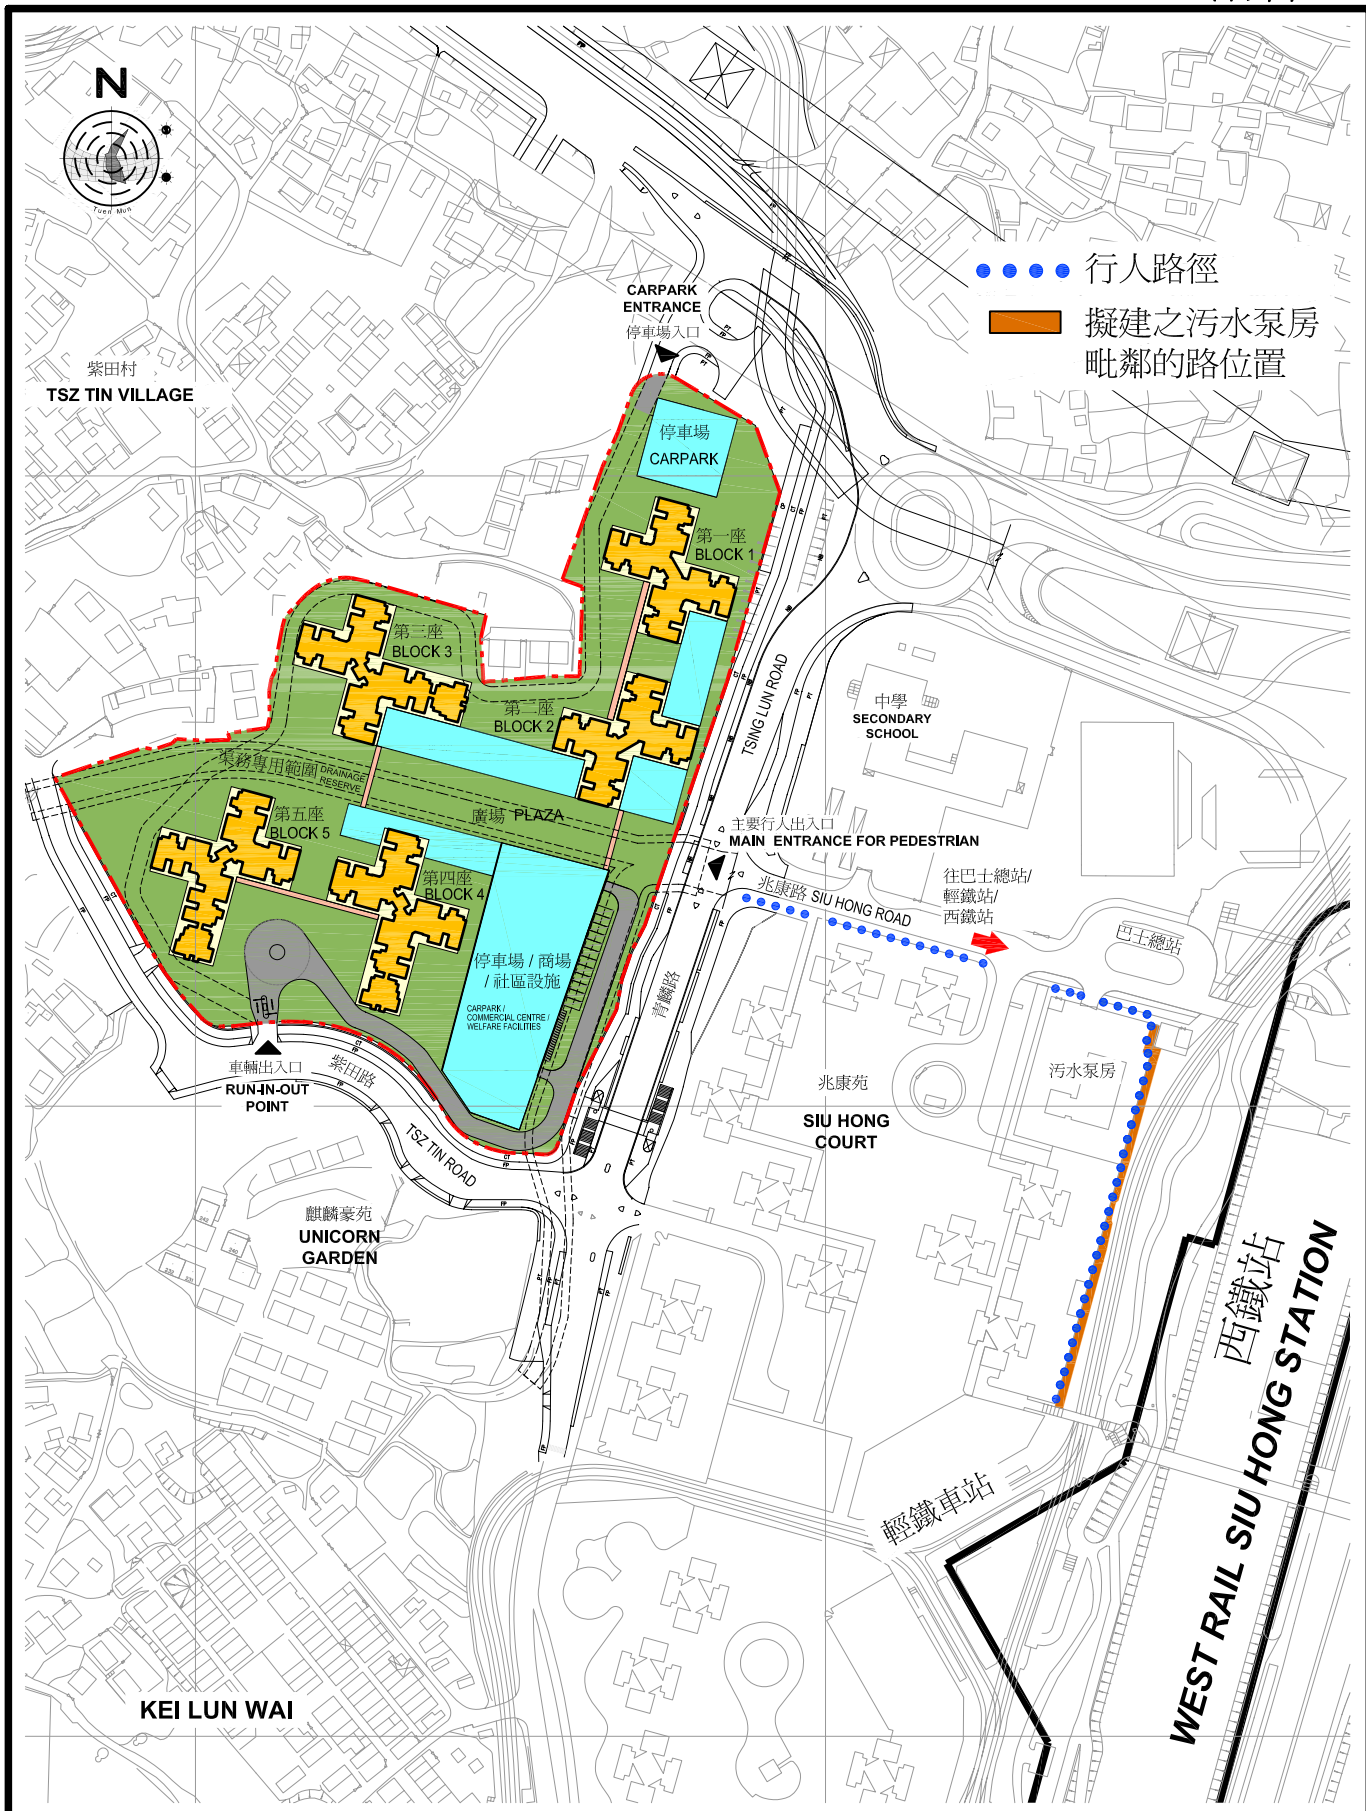 N
Tuen Mun
行人路徑
擬建之污水泵房
毗鄰的路位置
CARPARK
ENTRANCE
停車場入口
紫田村
TSZ TIN VILLAGE
停車場
CARPARK
第一座
BLOCK 1
第三座
BLOCK 3
第二座
BLOCK 2
TSING LUN ROAD
中學
SECONDARY
SCHOOL
渠務專用範圍
DRAINAGE
RESERVE
第五座
BLOCK 5
廣場 PLAZA
主要行人出入口
MAIN ENTRANCE FOR PEDESTRIAN
第四座
BLOCK 4
兆康路 SIU HONG ROAD
往巴士總站/
輕鐵站/
西鐵站
巴士總站
停車場 / 商場
/ 社區設施
CARPARK /
COMMERCIAL CENTRE /
WELFARE FACILITIES
青麟路
車輛出入口
RUN-IN-OUT
POINT
紫田路
TSZ TIN ROAD
污水泵房
兆康苑
SIU HONG
COURT
麒麟豪苑
UNICORN
GARDEN
西鐵站
WEST RAIL SIU HONG STATION
輕鐵車站
KEI LUN WAI